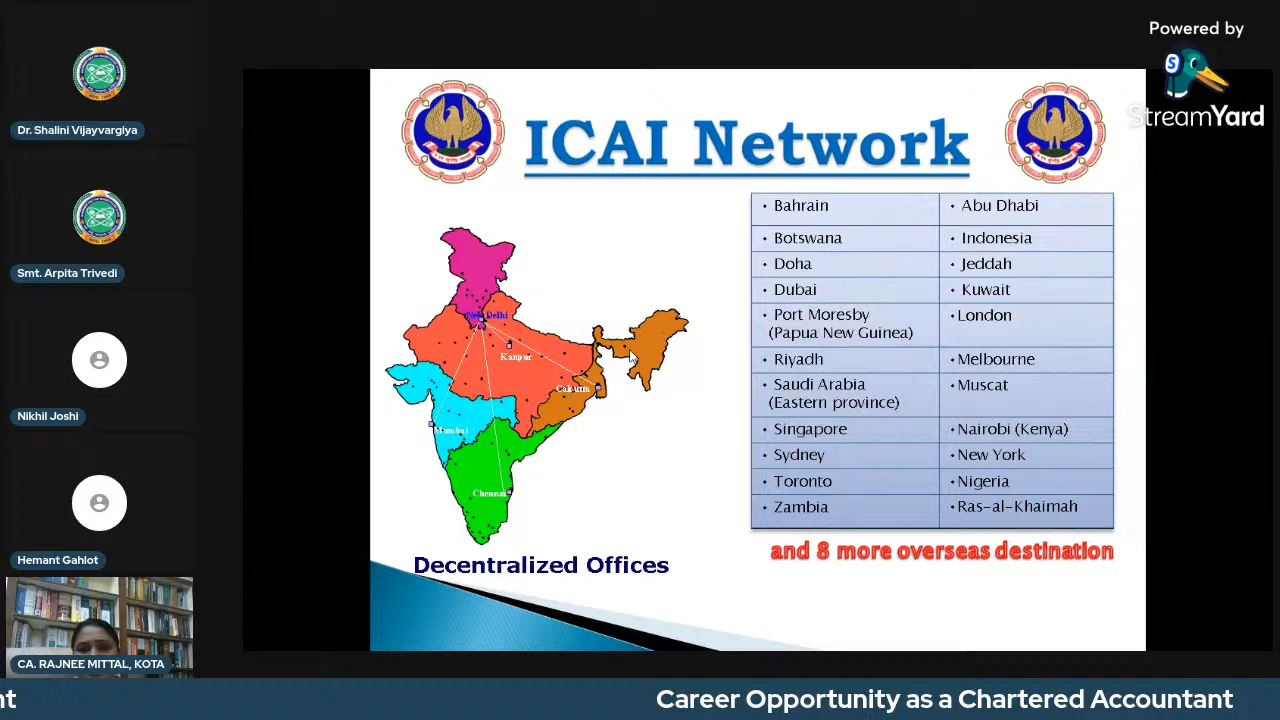 Powered by
StreamYard
Dr. Shalini Vijayvargiya
Smt. Arpita Trivedi
Nikhil Joshi
Hemant Gahlot
CA. RAJNEE MITTAL, KOTA
ICAI Network
New Delhi
Kanpur
Calcutta
Mumbai
Chennai
Decentralized Offices
• Bahrain • Abu Dhabi
• Botswana • Indonesia
• Doha • Jeddah
• Dubai • Kuwait
• Port Moresby • London
(Papua New Guinea)
• Riyadh • Melbourne
• Saudi Arabia • Muscat
(Eastern province)
• Singapore • Nairobi (Kenya)
• Sydney • New York
• Toronto • Nigeria
• Zambia • Ras-al-Khaimah
and 8 more overseas destination
nt Career Opportunity as a Chartered Accountant